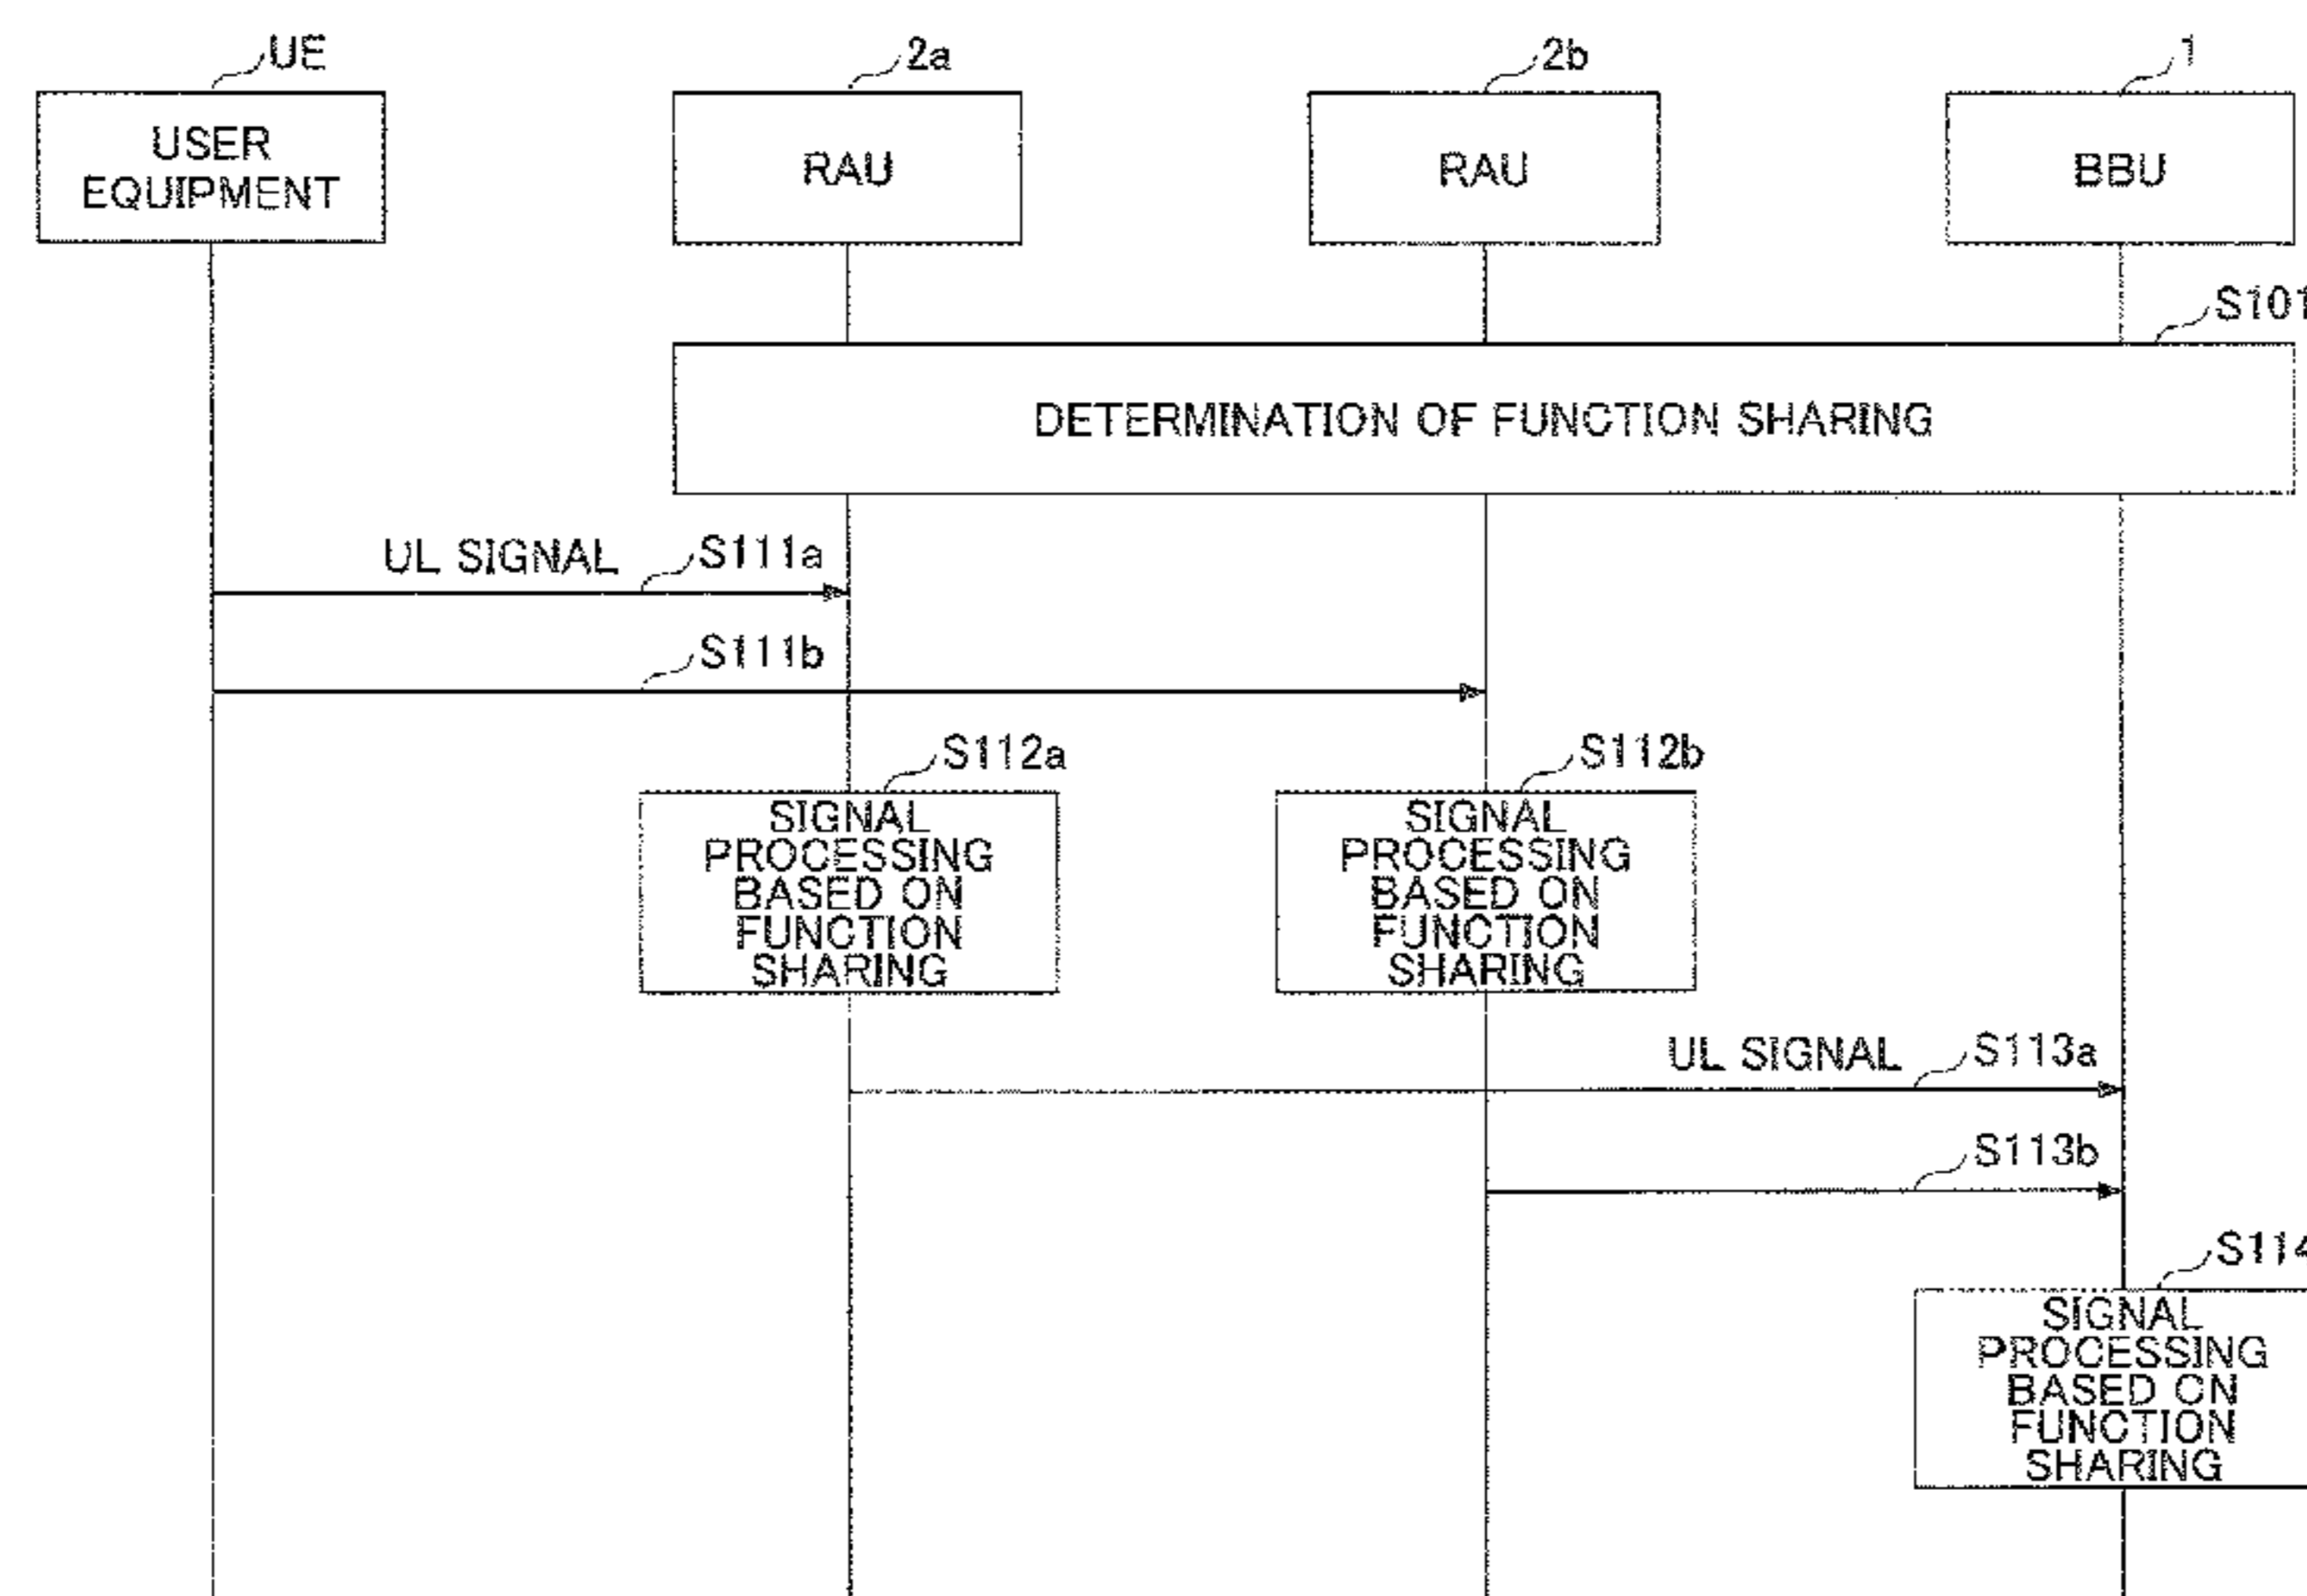 UE
2a
2b
1
USER
EQUIPMENT
RAU
RAU
BBU
S101
DETERMINATION OF FUNCTION SHARING
UL SIGNAL
S111a
S111b
S112a
S112b
SIGNAL
PROCESSING
BASED ON
FUNCTION
SHARING
SIGNAL
PROCESSING
BASED ON
FUNCTION
SHARING
UL SIGNAL
S113a
S113b
S114
SIGNAL
PROCESSING
BASED ON
FUNCTION
SHARING